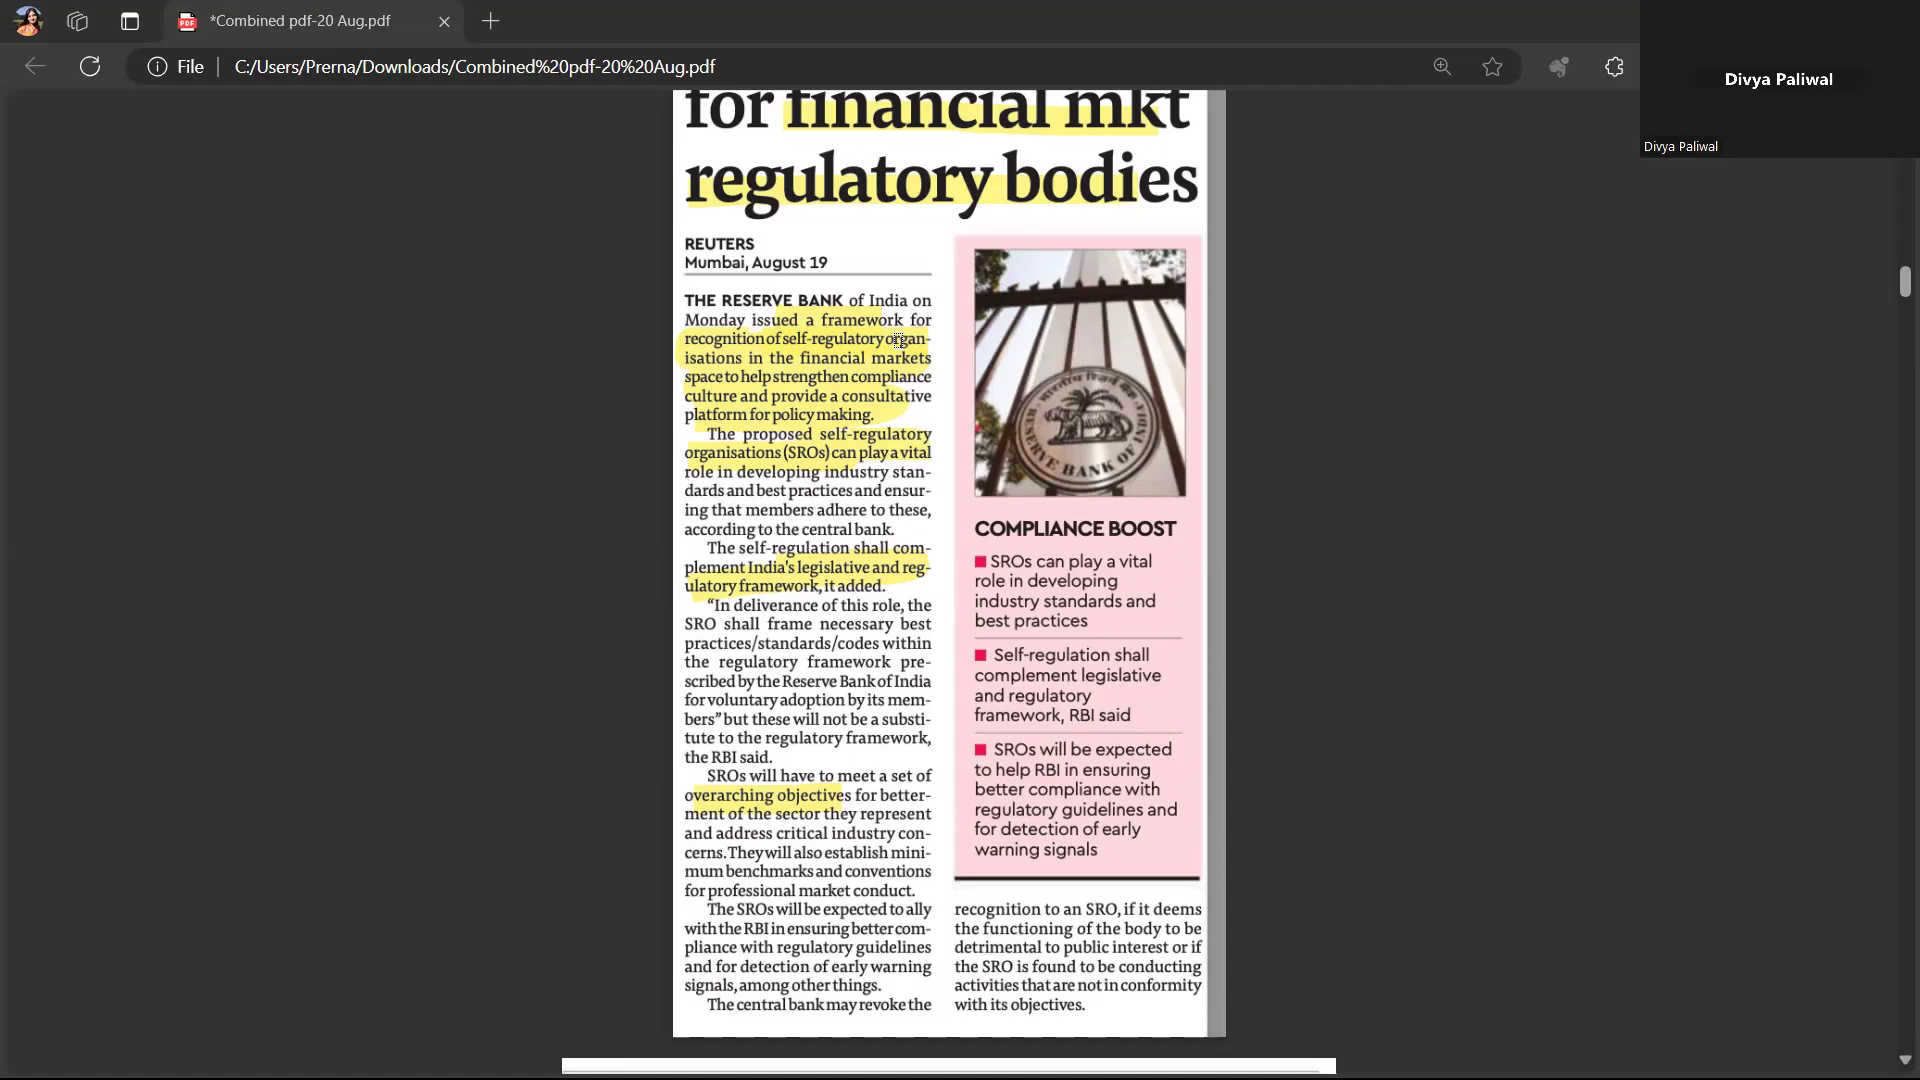 *Combined pdf-20 Aug.pdf
File
C:/Users/Prerna/Downloads/Combined%20pdf-20%20Aug.pdf
Divya Paliwal
Divya Paliwal
for financial mkt
regulatory bodies
REUTERS
Mumbai, August 19
THE RESERVE BANK of India on
Monday issued a framework for
recognition of self-regulatory organ-
isations in the financial markets
space to help strengthen compliance
culture and provide a consultative
platform for policy making.
The proposed self-regulatory
organisations (SROs) can play a vital
role in developing industry stan-
dards and best practices and ensur-
ing that members adhere to these,
according to the central bank.
The self-regulation shall com-
plement India's legislative and reg-
ulatory framework, it added.
“In deliverance of this role, the
SRO shall frame necessary best
practices/standards/codes within
the regulatory framework pre-
scribed by the Reserve Bank of India
for voluntary adoption by its mem-
bers” but these will not be a substi-
tute to the regulatory framework,
the RBI said.
SROs will have to meet a set of
overarching objectives for better-
ment of the sector they represent
and address critical industry con-
cerns. They will also establish mini-
mum benchmarks and conventions
for professional market conduct.
The SROs will be expected to ally
with the RBI in ensuring better com-
pliance with regulatory guidelines
and for detection of early warning
signals, among other things.
The central bank may revoke the
भारतीय रिज़र्व बैंक
RESERVE BANK OF INDIA
COMPLIANCE BOOST
SROs can play a vital
role in developing
industry standards and
best practices
Self-regulation shall
complement legislative
and regulatory
framework, RBI said
SROs will be expected
to help RBI in ensuring
better compliance with
regulatory guidelines and
for detection of early
warning signals
recognition to an SRO, if it deems
the functioning of the body to be
detrimental to public interest or if
the SRO is found to be conducting
activities that are not in conformity
with its objectives.